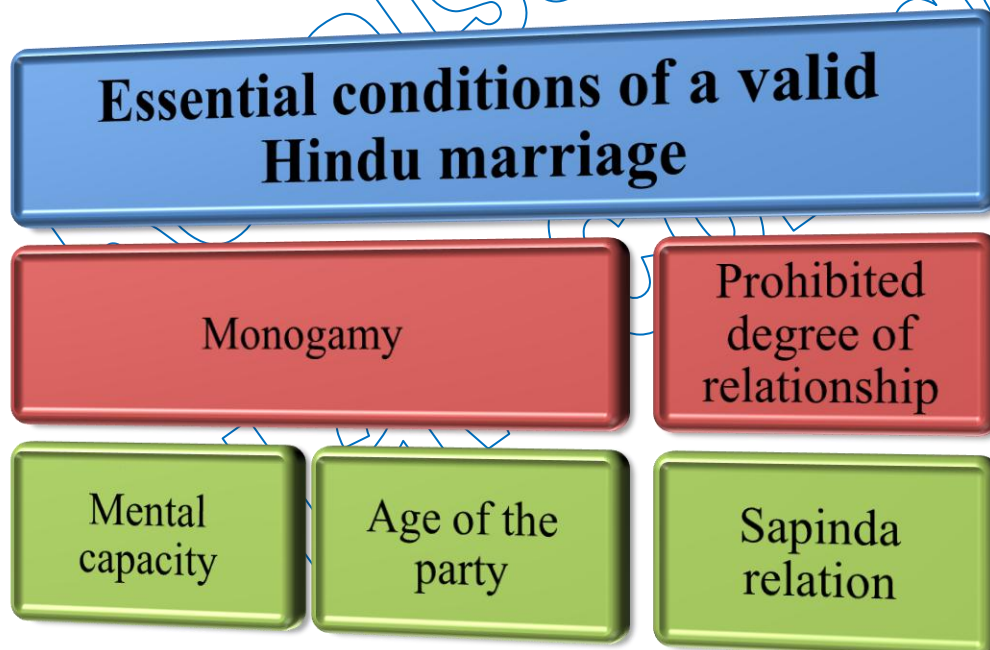 Essential conditions of a valid
Hindu marriage
Monogamy
Prohibited
degree of
relationship
Mental
capacity
Age of the
party
Sapinda
relation